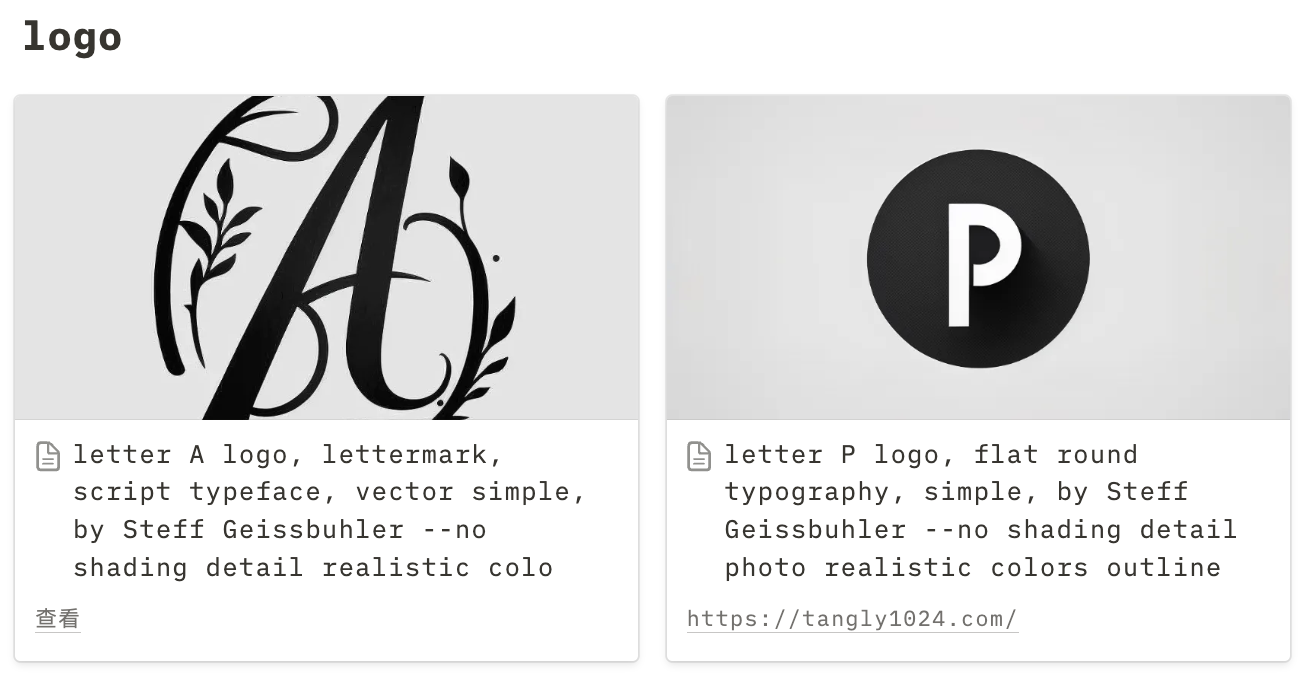 logo
A
P
letter A logo, lettermark,
script typeface, vector simple,
by Steff Geissbuhler --no
shading detail realistic colo
查看
letter P logo, flat round
typography, simple, by Steff
Geissbuhler --no shading detail
photo realistic colors outline
https://tangly1024.com/